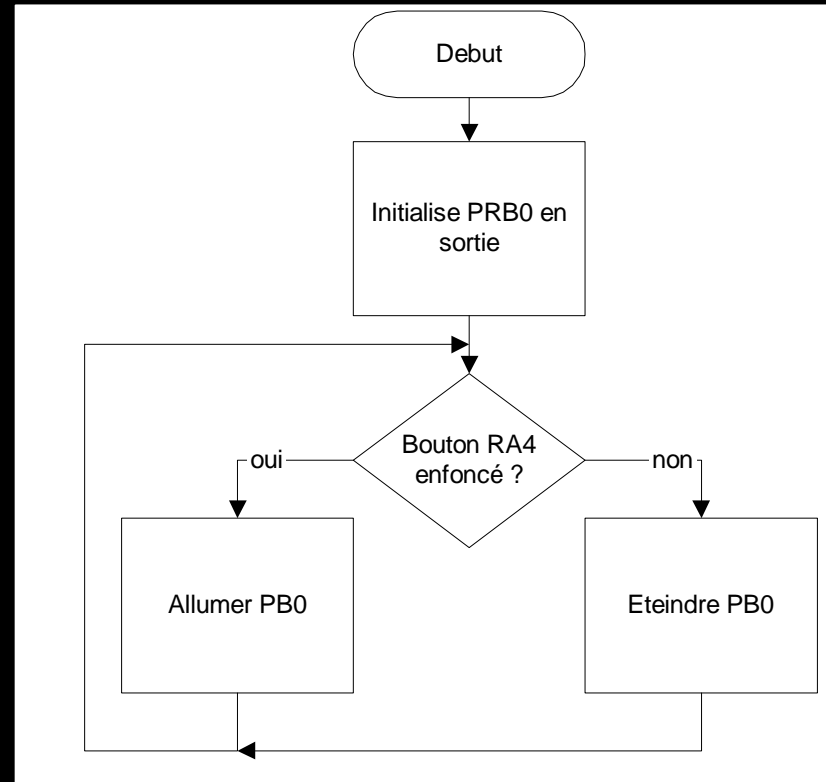 Debut
Initialise PRB0 en
sortie
Bouton RA4
enfoncé ?
oui
non
Allumer PB0
Eteindre PB0